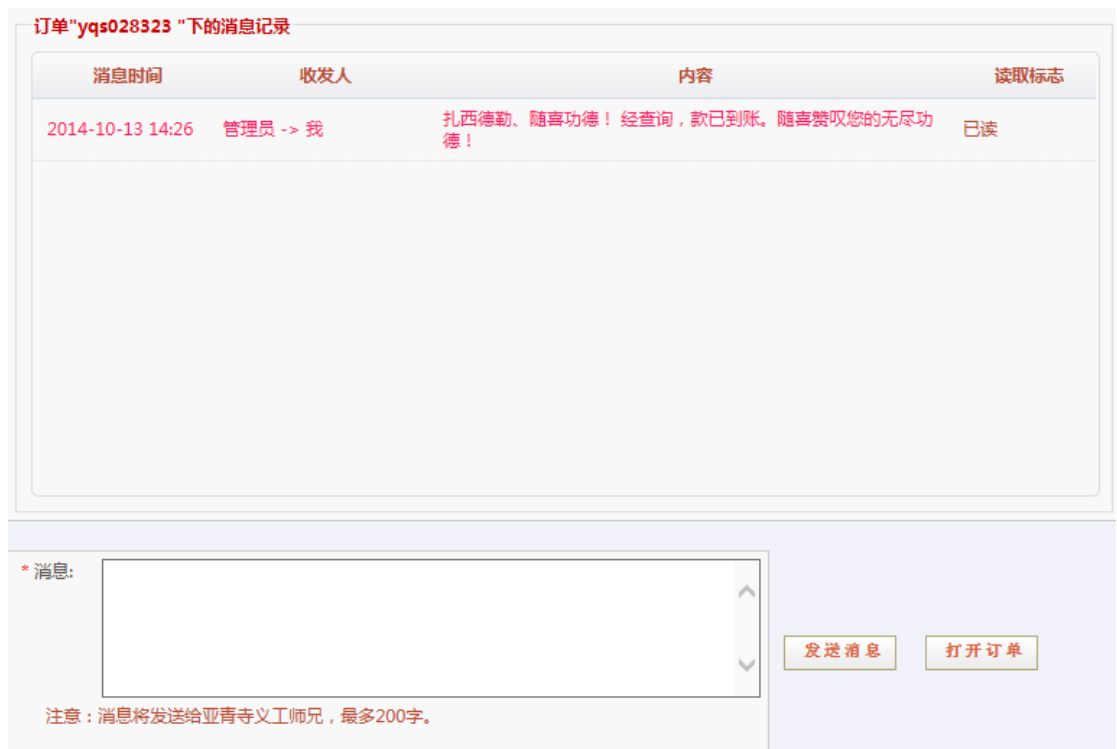 订单"yqs028323 "下的消息记录
消息时间 收发人 内容 读取标志
2014-10-13 14:26 管理员 -> 我 扎西德勒、随喜功德！ 经查询，款已到账。随喜赞叹您的无尽功 已读
德！
* 消息:
发送消息 打开订单
注意：消息将发送给亚青寺义工师兄，最多200字。